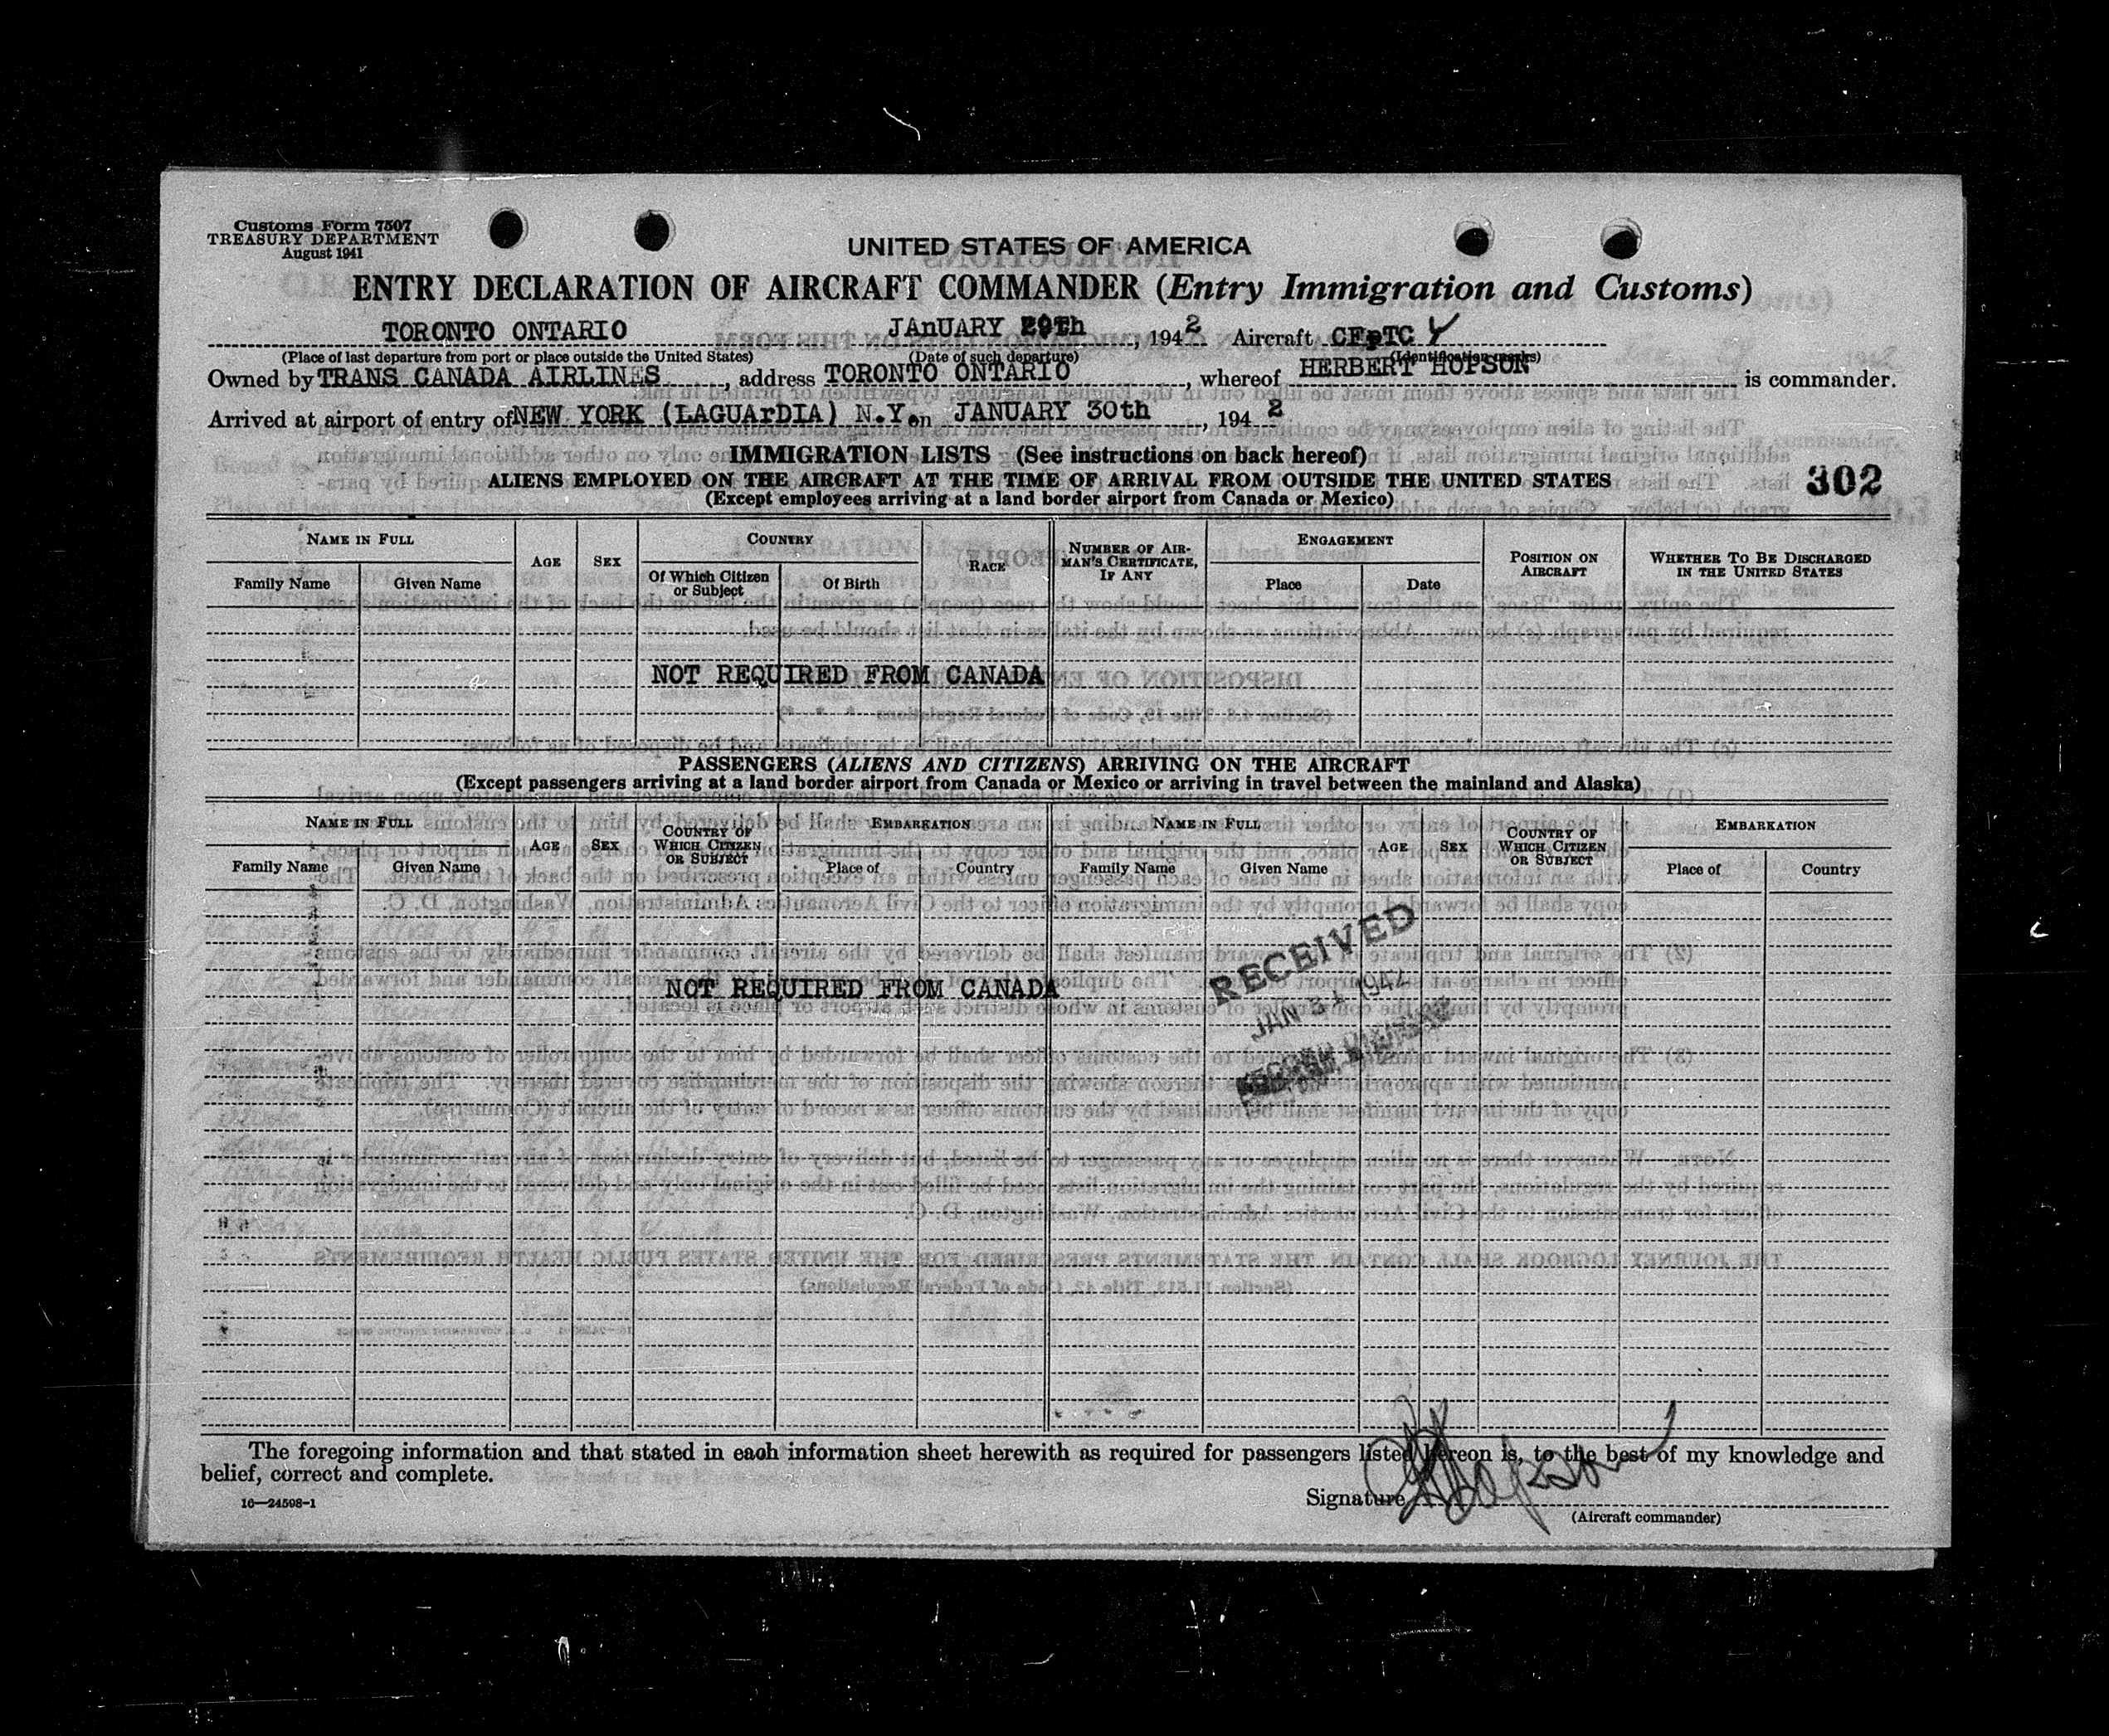 Customs Form 7507
TREASURY DEPARTMENT
August 1941
UNITED STATES OF AMERICA
ENTRY DECLARATION OF AIRCRAFT COMMANDER (Entry Immigration and Customs)
TORONTO ONTARIO JAnUARY , 1942 Aircraft
(Place of last departure from port or place outside the United States) (Date of such departure) (Identification marks)
Owned by TRANS CANADA AIRLINES , address TORONTO ONTARIO , whereof HERBERT HOPSON is commander.
Arrived at airport of entry of NEW YORK (LAGUArDIA) N.Y. on JANUARY 30th , 1942
IMMIGRATION LISTS (See instructions on back hereof)
ALIENS EMPLOYED ON THE AIRCRAFT AT THE TIME OF ARRIVAL FROM OUTSIDE THE UNITED STATES 302
(Except employees arriving at a land border airport from Canada or Mexico)
NAME IN FULL AGE SEX COUNTRY RACE NUMBER OF AIRMAN'S CERTIFICATE, IF ANY ENGAGEMENT POSITION ON AIRCRAFT WHETHER TO BE DISCHARGED IN THE UNITED STATES
Family Name Given Name Of Which Citizen or Subject Of Birth Place Date
NOT REQUIRED FROM CANADA
PASSENGERS (ALIENS AND CITIZENS) ARRIVING ON THE AIRCRAFT
(Except passengers arriving at a land border airport from Canada or Mexico or arriving in travel between the mainland and Alaska)
NAME IN FULL AGE SEX COUNTRY OF WHICH CITIZEN OR SUBJECT EMBARKATION NAME IN FULL AGE SEX COUNTRY OF WHICH CITIZEN OR SUBJECT EMBARKATION
Family Name Given Name Place of Country Family Name Given Name Place of Country
RECEIVED
NOT REQUIRED FROM CANADA
JAN 31 1942
The foregoing information and that stated in each information sheet herewith as required for passengers listed hereon is, to the best of my knowledge and
belief, correct and complete.
16—24598-1
Signature Hopson
(Aircraft commander)